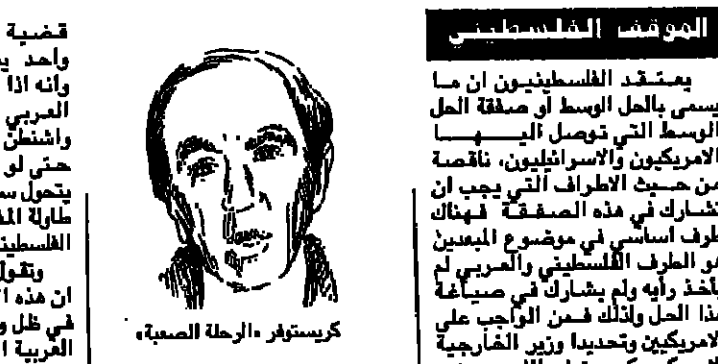 الموقف الفلسطيني
يعتقد الفلسطينيون ان ما
يسمى بالحل الوسط او صفقة الحل
الوسط التي توصل اليها
الامريكيون والاسرائيليون، ناقصة
من حيث الاطراف التي يجب ان
تشارك في هذه الصفقة فهناك
طرف اساسي في موضوع المبعدين
هو الطرف الفلسطيني والعربي لم
يأخذ رأيه ولم يشارك في صياغة
هذا الحل ولذلك فمن الواجب على
الامريكيين وتحديدا وزير الخارجية
كريستوفر «الرحلة الصعبة»
قضية
واحد
وانه اذا
العربي
واشنطن
حتى لو
يتحول
طاولة
الفلسطين
وتقول
ان هذه
في ظل
العربية